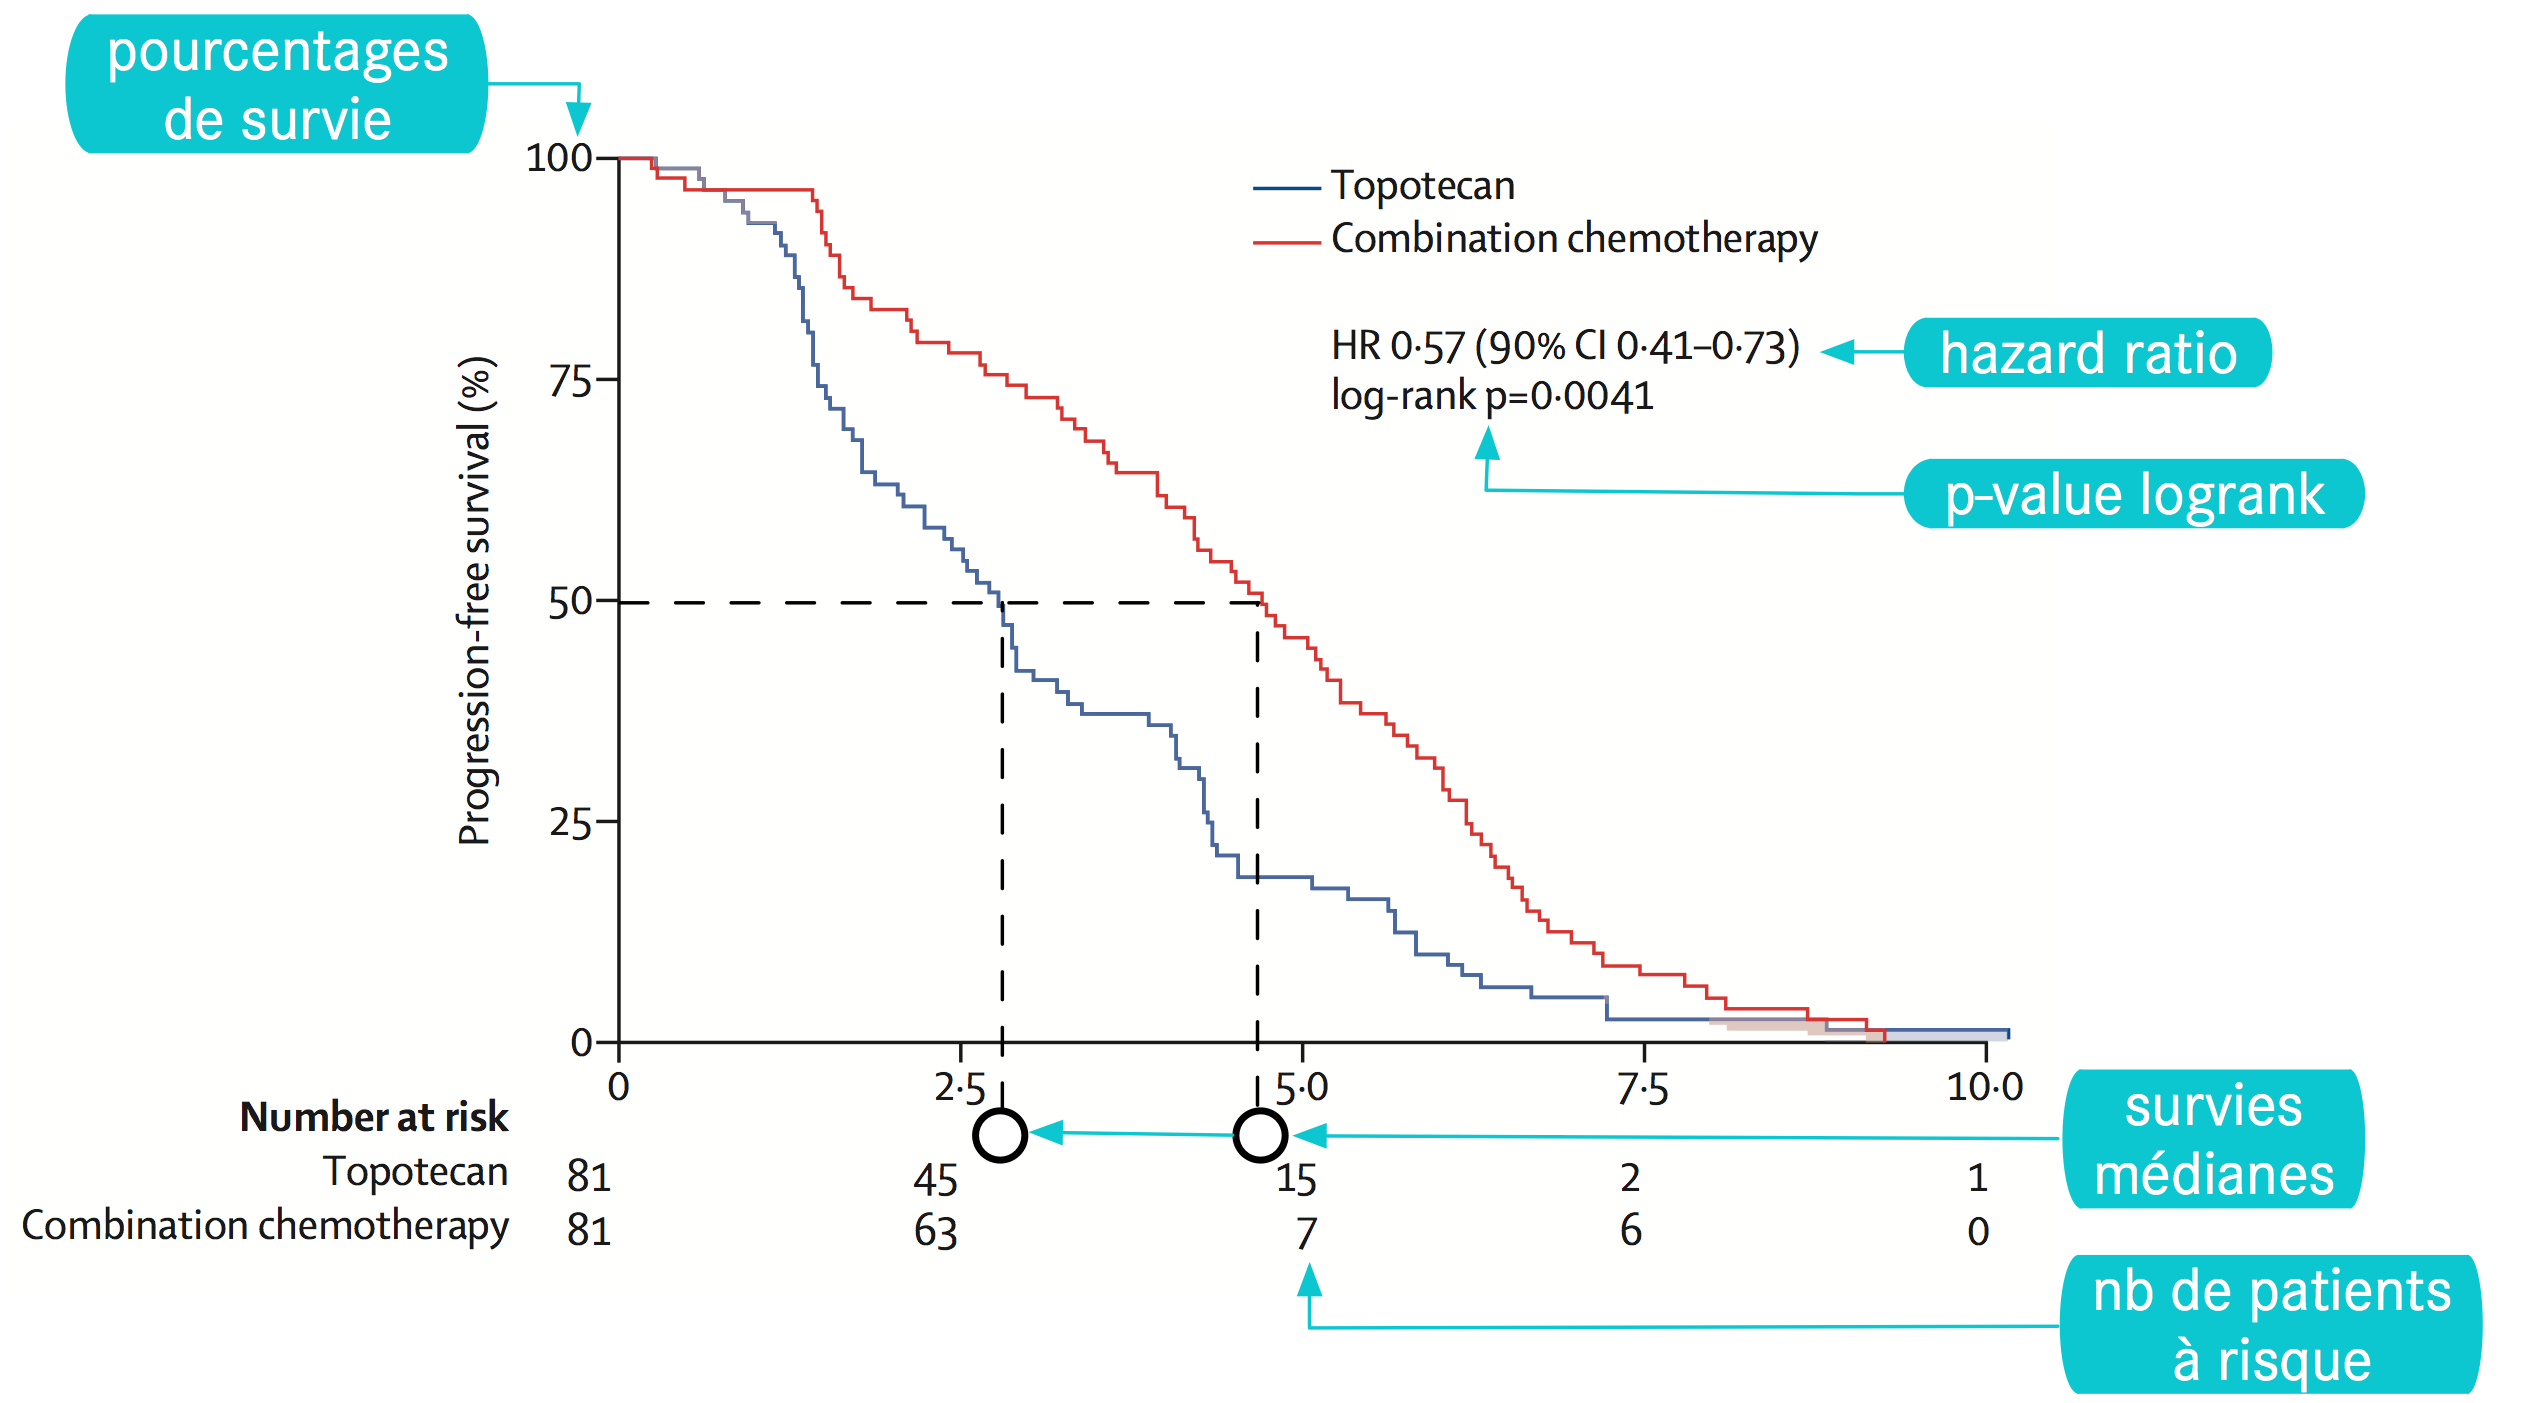 pourcentages
de survie
100
75
50
25
0
Progression-free survival (%)
Topotecan
Combination chemotherapy
HR 0·57 (90% CI 0·41–0·73)
log-rank p=0·0041
hazard ratio
p-value logrank
0 2·5 5·0 7·5 10·0
Number at risk
Topotecan 81 45 15 2 1
Combination chemotherapy 81 63 7 6 0
survies
médianes
nb de patients
à risque